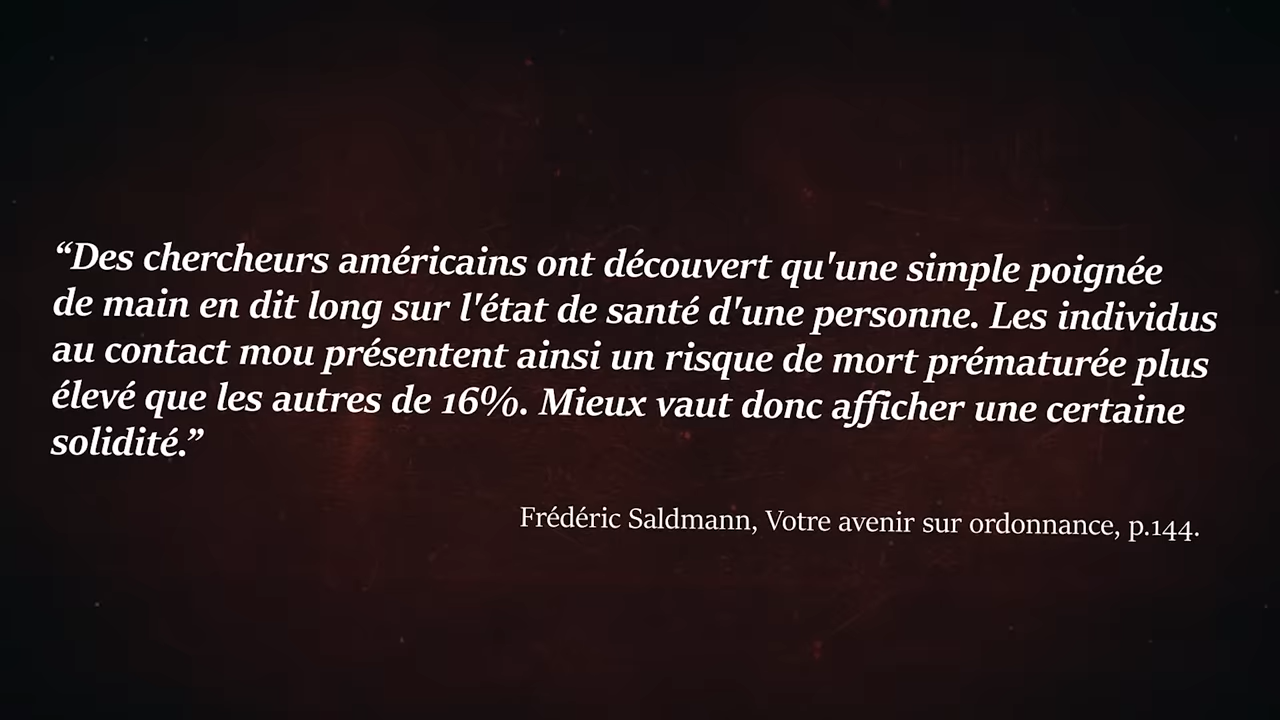 “Des chercheurs américains ont découvert qu'une simple poignée
de main en dit long sur l'état de santé d'une personne. Les individus
au contact mou présentent ainsi un risque de mort prématurée plus
élevé que les autres de 16%. Mieux vaut donc afficher une certaine
solidité.”
Frédéric Saldmann, Votre avenir sur ordonnance, p.144.